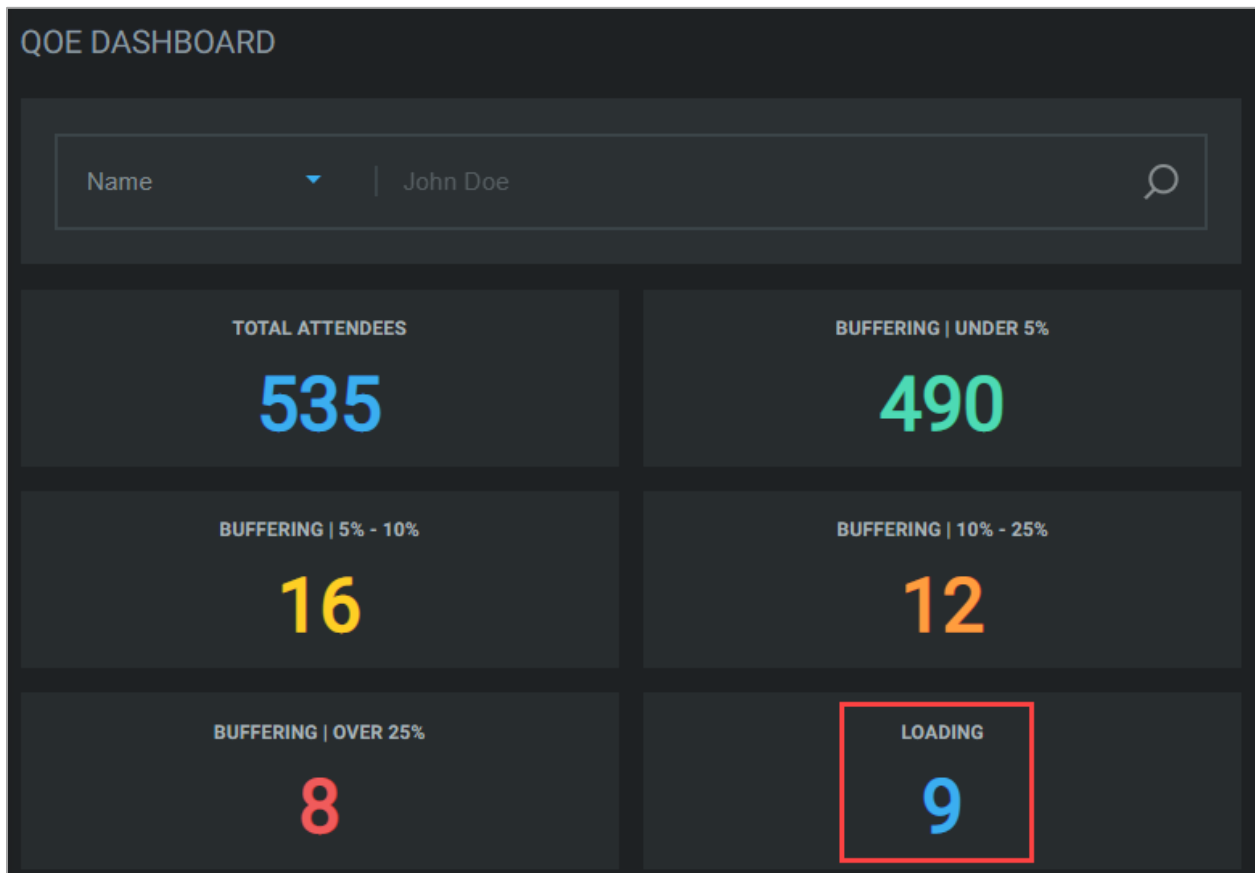 QOE DASHBOARD
Name | John Doe
TOTAL ATTENDEES
535
BUFFERING | UNDER 5%
490
BUFFERING | 5% - 10%
16
BUFFERING | 10% - 25%
12
BUFFERING | OVER 25%
8
LOADING
9